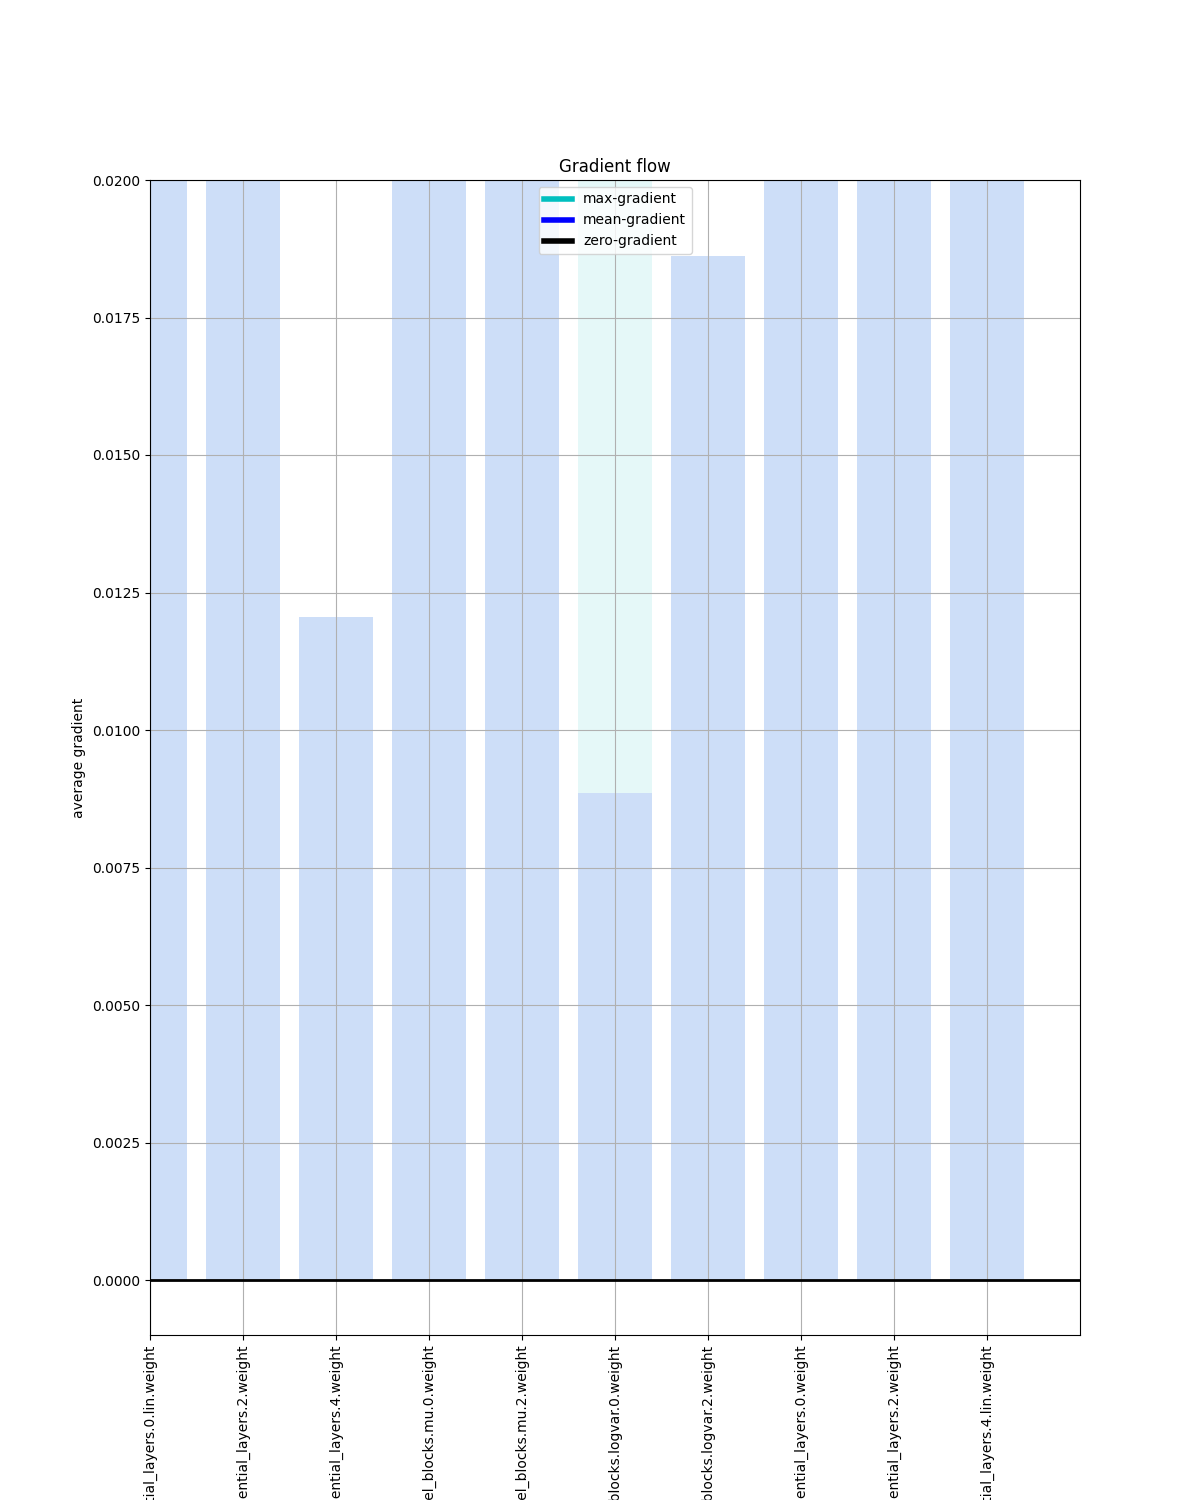 Gradient flow
max-gradient
mean-gradient
zero-gradient
0.0200
0.0175
0.0150
0.0125
0.0100
0.0075
0.0050
0.0025
0.0000
average gradient
tial_layers.0.lin.weight
ential_layers.2.weight
ential_layers.4.weight
el_blocks.mu.0.weight
el_blocks.mu.2.weight
blocks.logvar.0.weight
blocks.logvar.2.weight
ential_layers.0.weight
ential_layers.2.weight
tial_layers.4.lin.weight